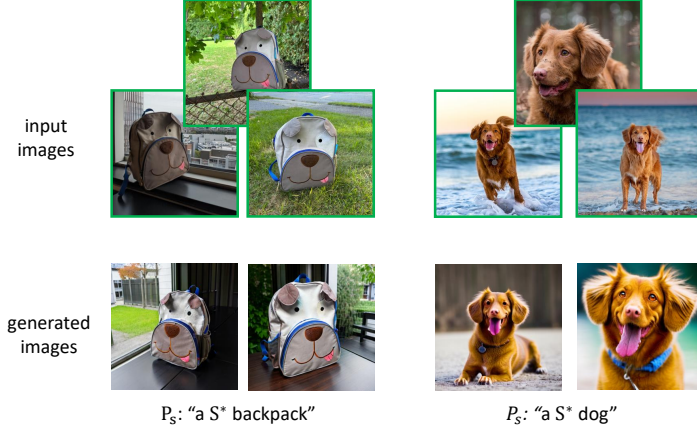 input
images
generated
images
Pₛ: “a S* backpack”
Pₛ: “a S* dog”